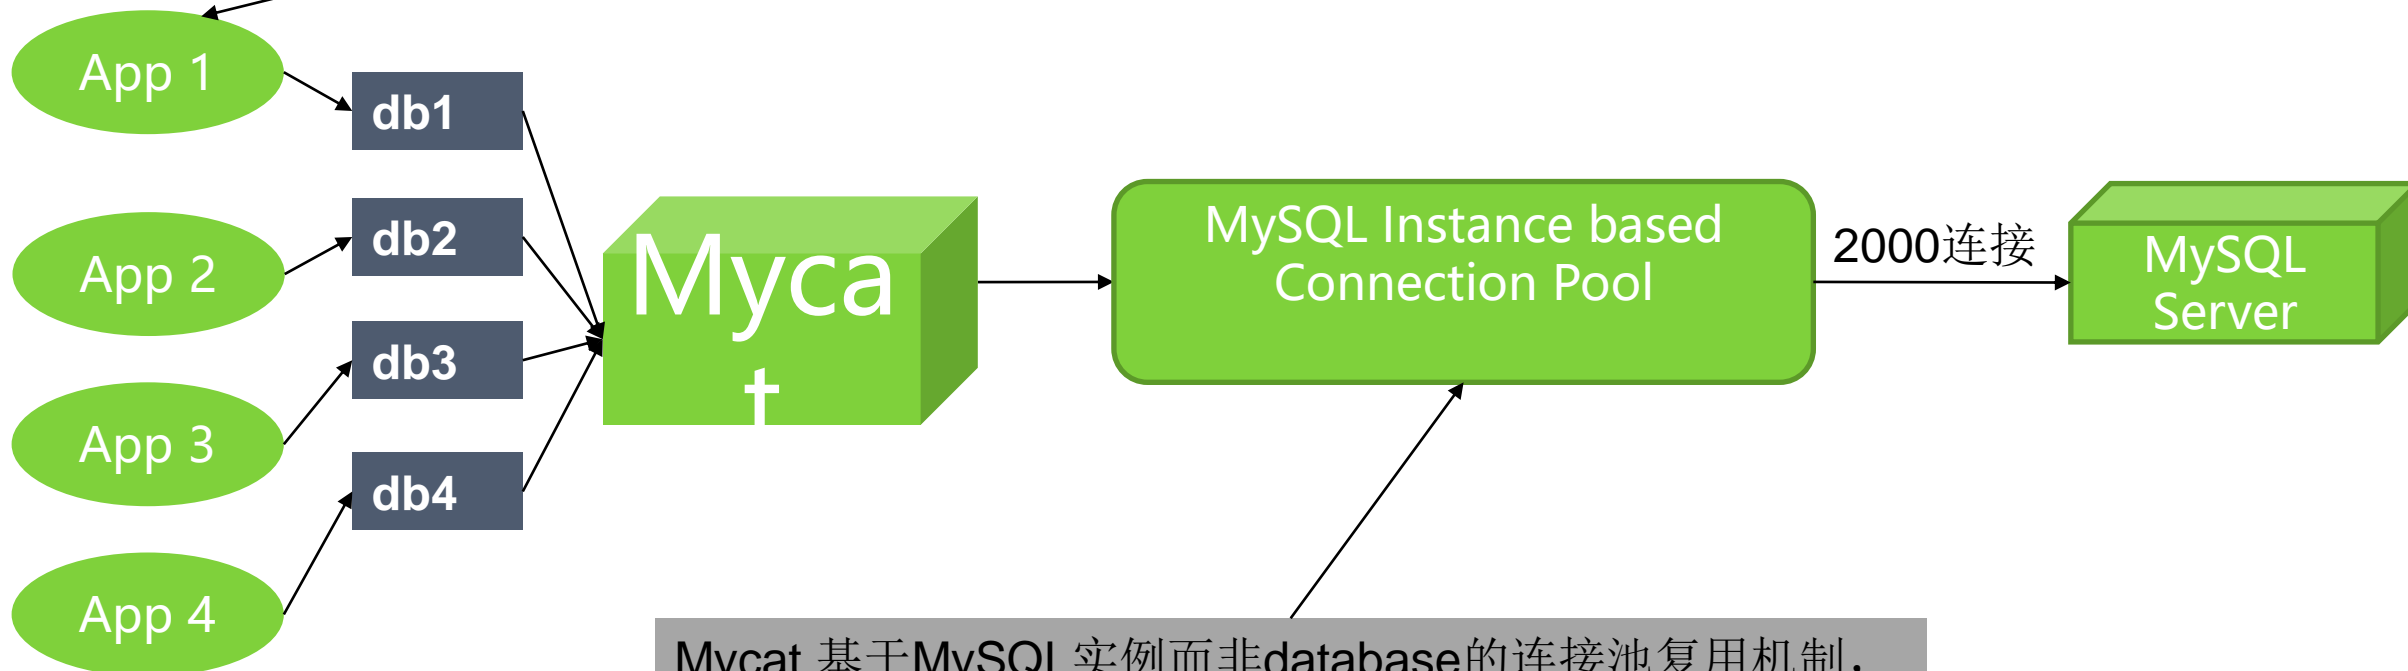 App 1
db1
App 2
db2
App 3
db3
App 4
db4
Myca
t
MySQL Instance based
Connection Pool
2000连接
MySQL
Server
Mycat 基于MySQL实例而非database的连接池复用机制，